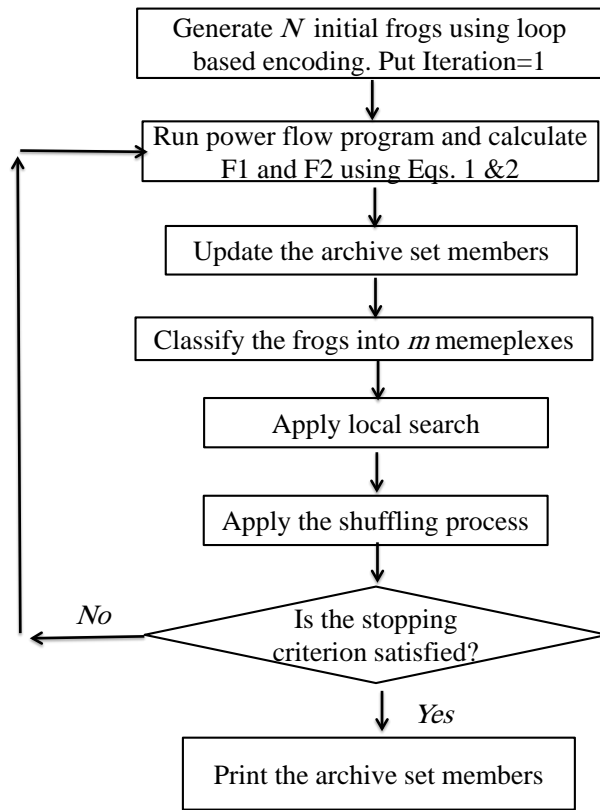 Generate N initial frogs using loop
based encoding. Put Iteration=1
Run power flow program and calculate
F1 and F2 using Eqs. 1 &2
Update the archive set members
Classify the frogs into m memeplexes
Apply local search
Apply the shuffling process
No
Is the stopping
criterion satisfied?
Yes
Print the archive set members